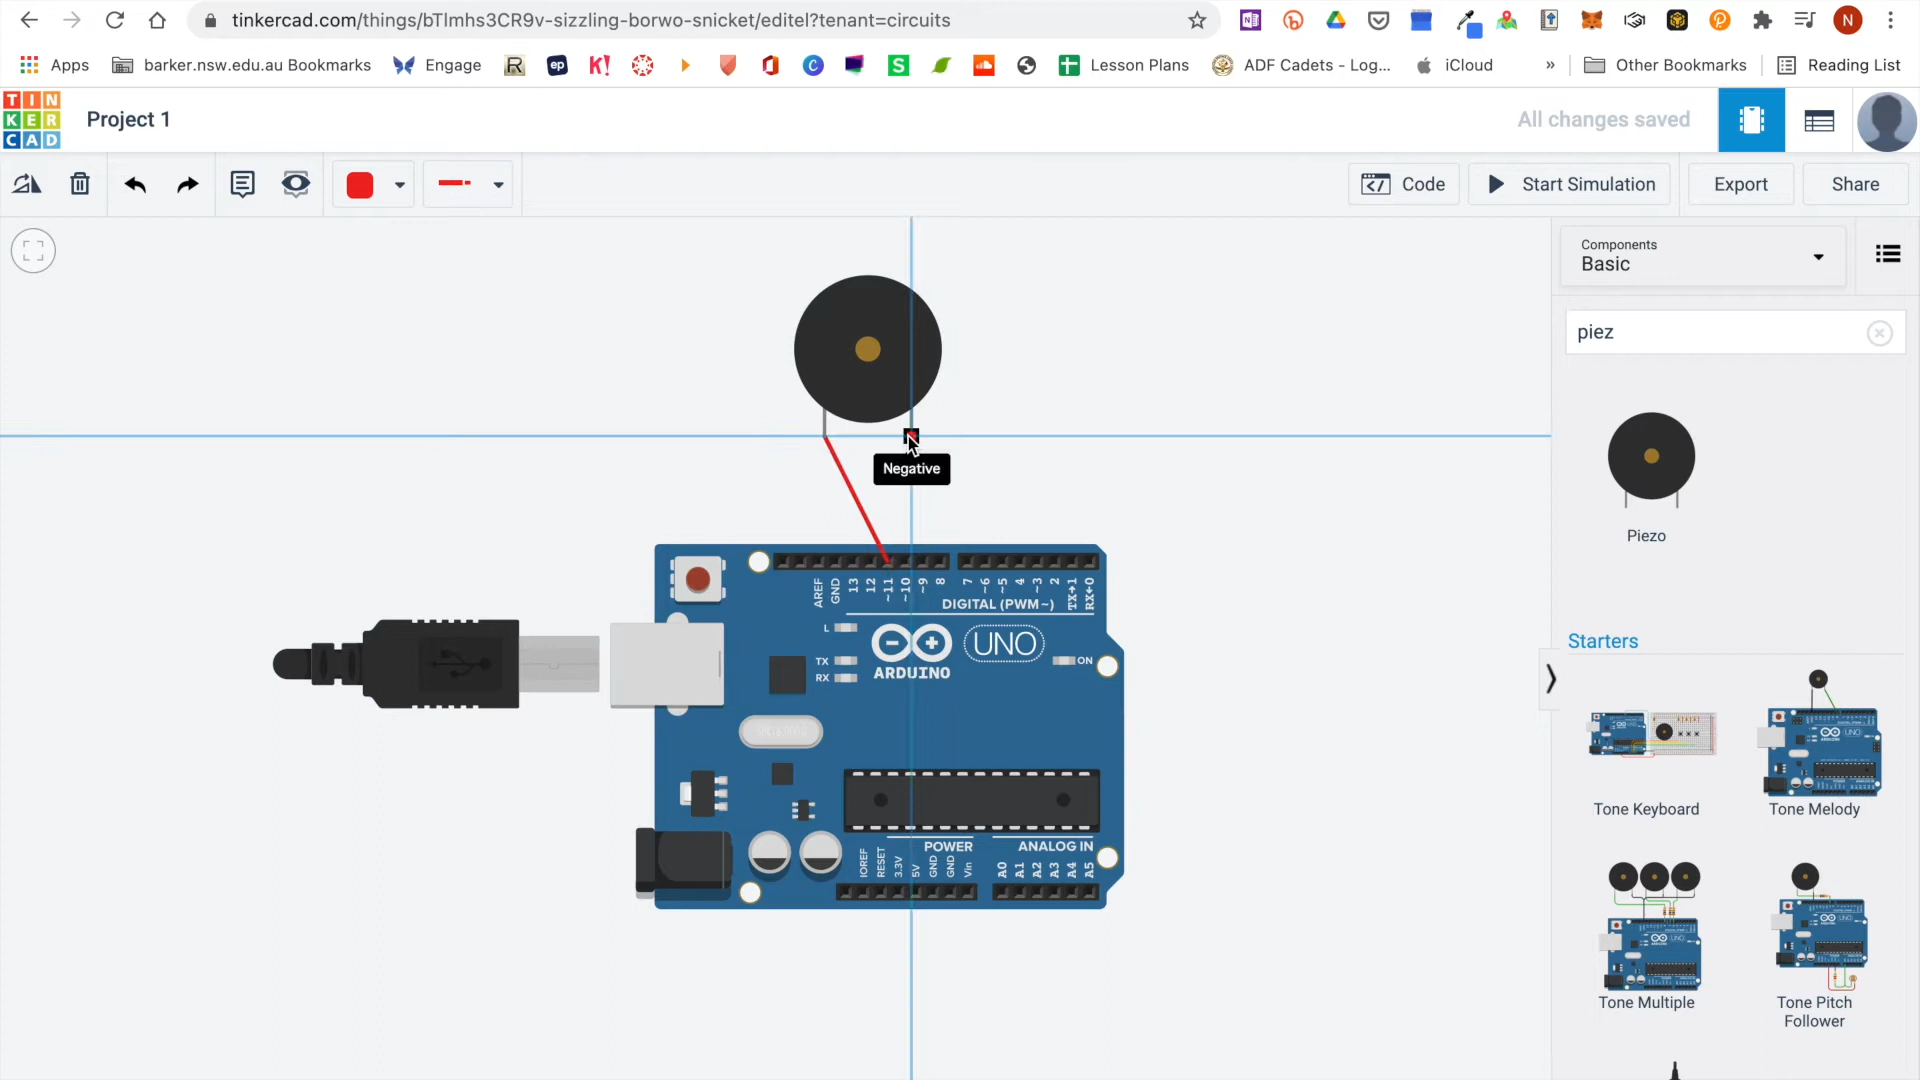 tinkercad.com/things/bTlmhs3CR9v-sizzling-borwo-snicket/editel?tenant=circuits
N
Apps
barker.nsw.edu.au Bookmarks
Engage
R
ep
K!
C
S
Lesson Plans
ADF Cadets - Log...
iCloud
»
Other Bookmarks
Reading List
TIN
KER
CAD
Project 1
All changes saved
Code
Start Simulation
Export
Share
Components
Basic
piez
Piezo
Negative
AREF
GND
13
12
~11
~10
~9
8
7
~6
~5
4
~3
2
TX→1
RX←0
DIGITAL (PWM~)
L
TX
RX
UNO
ON
ARDUINO
POWER
ANALOG IN
IOREF
RESET
3.3V
5V
GND
GND
Vin
A0
A1
A2
A3
A4
A5
Starters
Tone Keyboard
Tone Melody
Tone Multiple
Tone Pitch
Follower